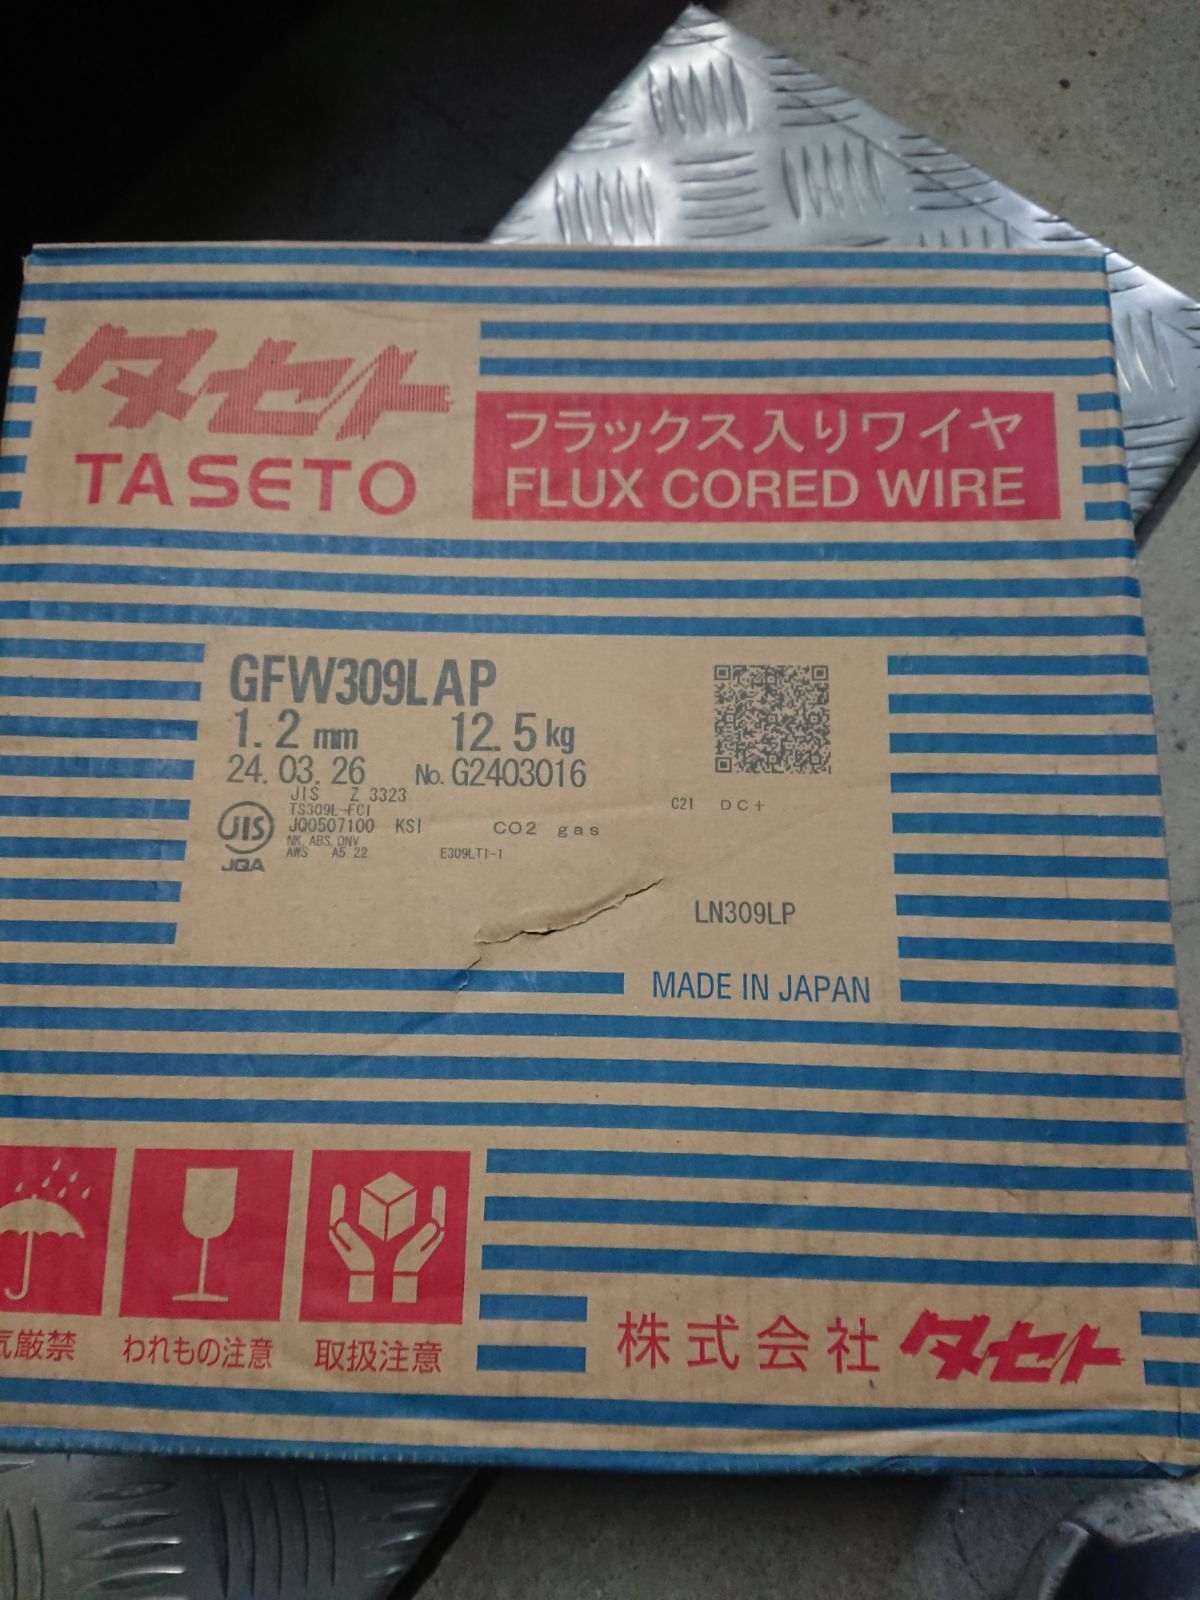 タセト
TASETO
フラックス入りワイヤ
FLUX CORED WIRE
GFW309LAP
1.2 mm 12.5 kg
24.03.26 No. G2403016
JIS Z 3323
TS309L-FC1 C21 DC+
JIS JQ0507100 KSI CO2 gas
NK, ABS, DNV
JQA AWS A5.22 E309LT1-1
LN309LP
MADE IN JAPAN
気厳禁 われもの注意 取扱注意
株式会社タセト